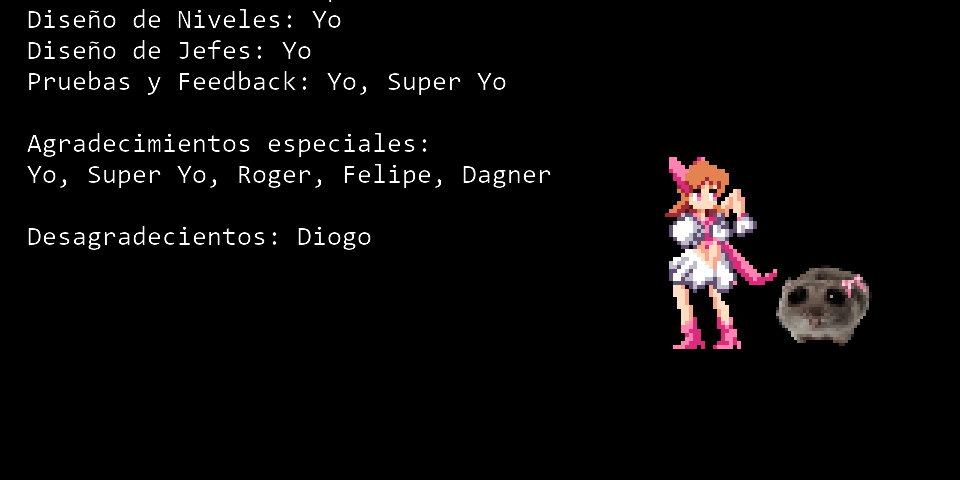 Diseño de Niveles: Yo
Diseño de Jefes: Yo
Pruebas y Feedback: Yo, Super Yo
Agradecimientos especiales:
Yo, Super Yo, Roger, Felipe, Dagner
Desagradecientos: Diogo